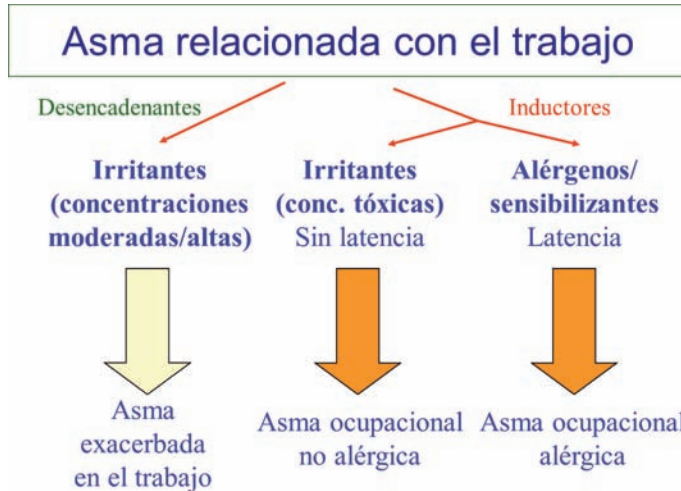 Asma relacionada con el trabajo
Desencadenantes
Inductores
Irritantes
(concentraciones
moderadas/altas)
Irritantes
(conc. tóxicas)
Sin latencia
Alérgenos/
sensibilizantes
Latencia
Asma
exacerbada
en el trabajo
Asma ocupacional
no alérgica
Asma ocupacional
alérgica